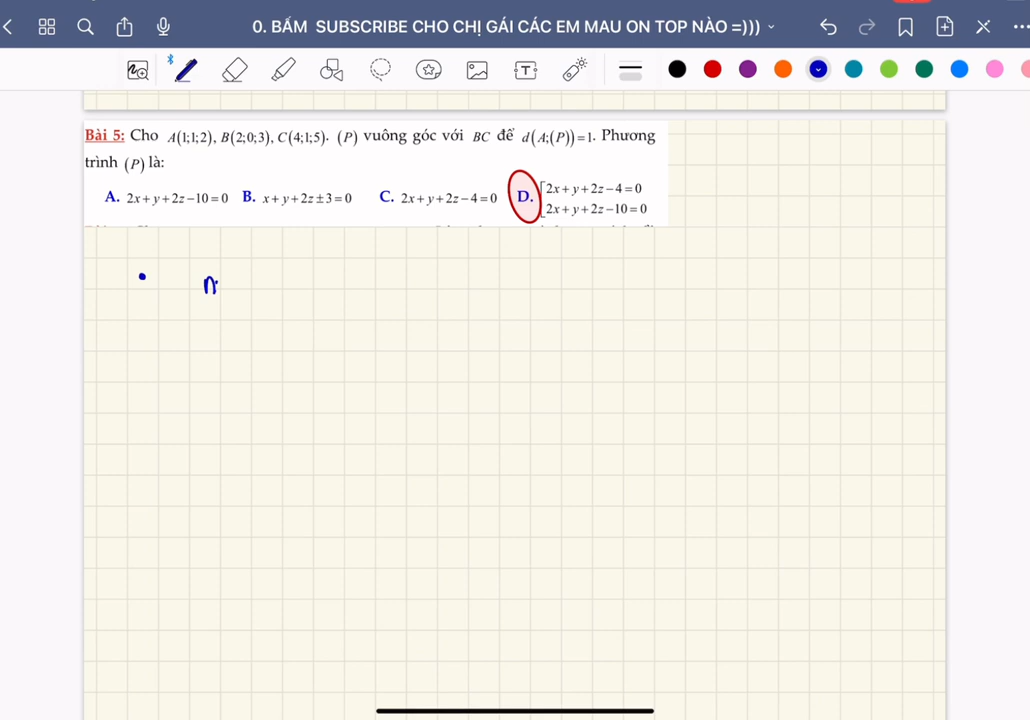 0. BẤM SUBSCRIBE CHO CHỊ GÁI CÁC EM MAU ON TOP NÀO =)))
Bài 5: Cho A(1;1;2), B(2;0;3), C(4;1;5). (P) vuông góc với BC để d(A;(P))=1. Phương
trình (P) là:
A. 2x+y+2z−10=0 B. x+y+2z±3=0 C. 2x+y+2z−4=0 D. [2x+y+2z−4=0
2x+y+2z−10=0
n